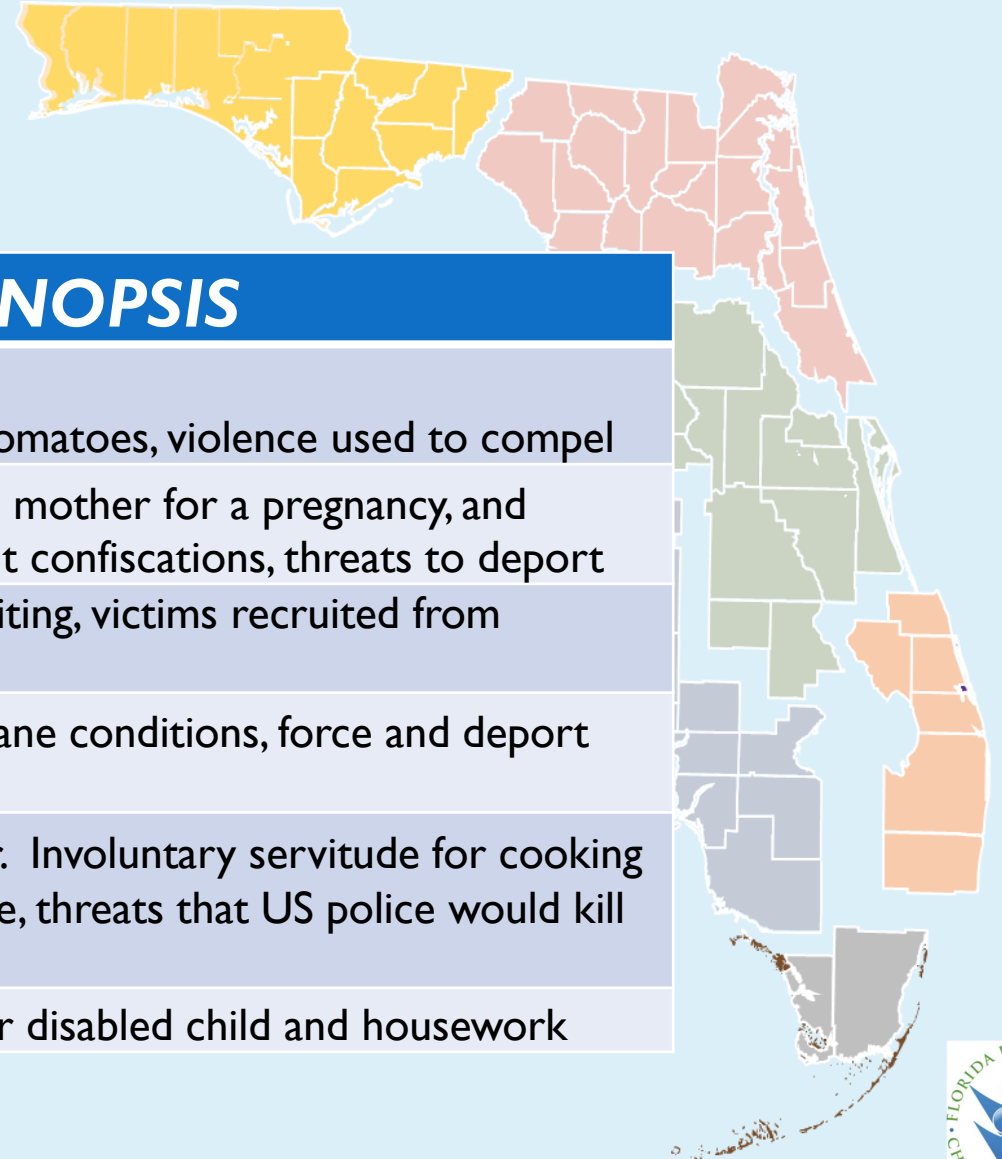 NOPSIS
omatoes, violence used to compel
mother for a pregnancy, and
t confiscations, threats to deport
iting, victims recruited from
ane conditions, force and deport
r. Involuntary servitude for cooking
e, threats that US police would kill
r disabled child and housework
FLORIDA